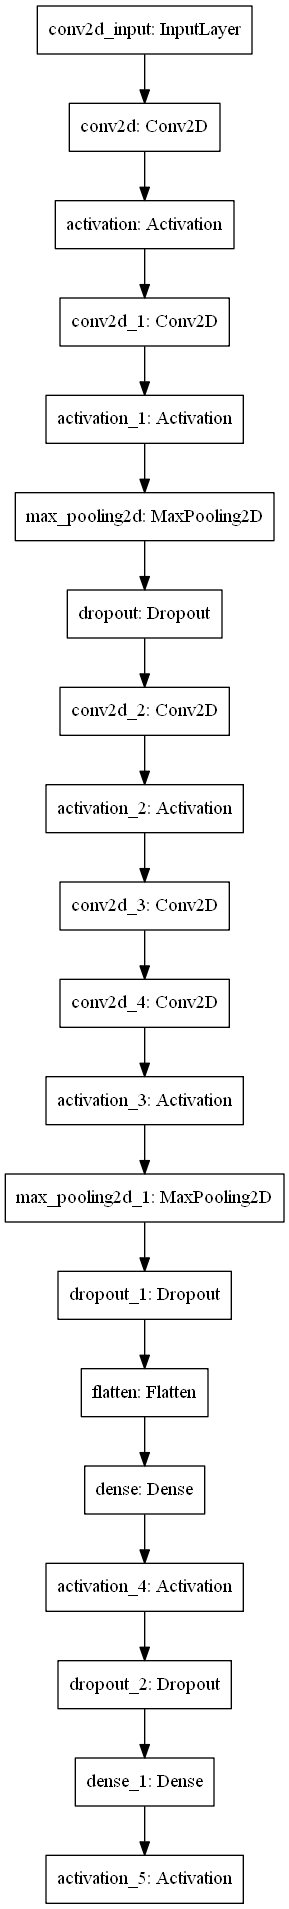 conv2d_input: InputLayer
conv2d: Conv2D
activation: Activation
conv2d_1: Conv2D
activation_1: Activation
max_pooling2d: MaxPooling2D
dropout: Dropout
conv2d_2: Conv2D
activation_2: Activation
conv2d_3: Conv2D
conv2d_4: Conv2D
activation_3: Activation
max_pooling2d_1: MaxPooling2D
dropout_1: Dropout
flatten: Flatten
dense: Dense
activation_4: Activation
dropout_2: Dropout
dense_1: Dense
activation_5: Activation